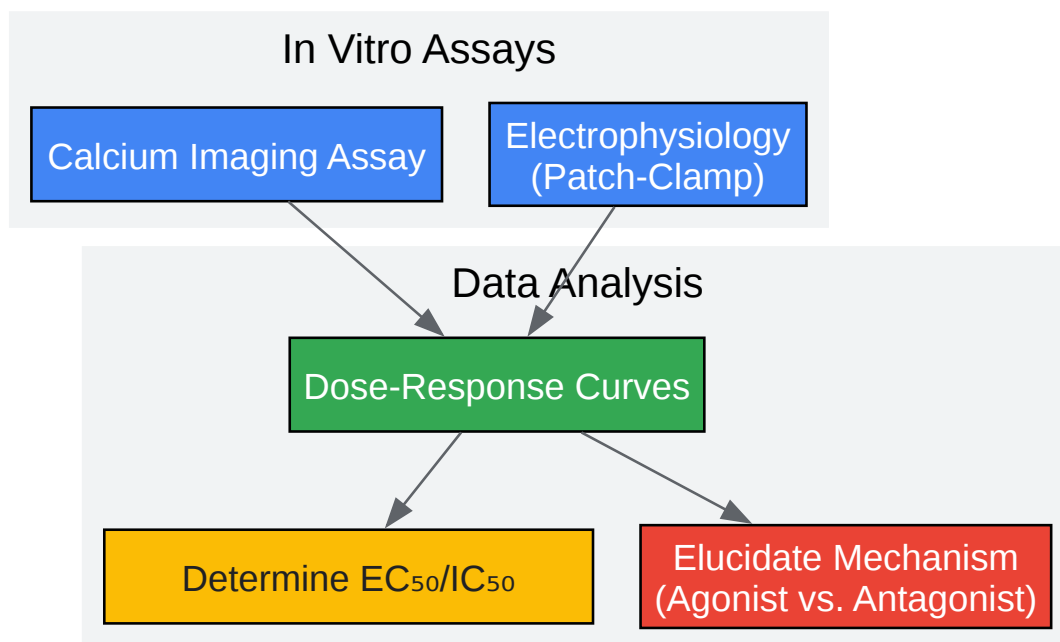 In Vitro Assays
Calcium Imaging Assay
Electrophysiology
(Patch-Clamp)
Data Analysis
Dose-Response Curves
Determine EC₅₀/IC₅₀
Elucidate Mechanism
(Agonist vs. Antagonist)